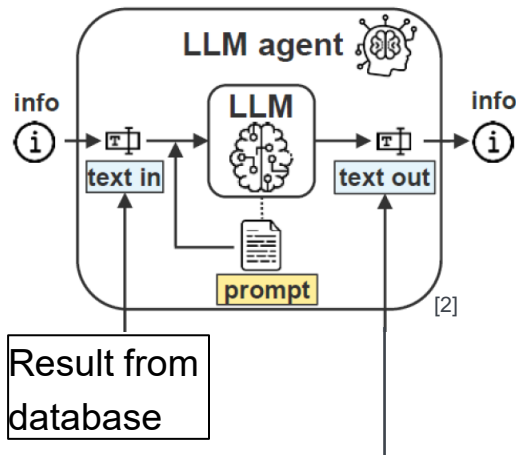 LLM agent
info
LLM
info
T
T
i
i
text in
text out
prompt
[2]
Result from
database